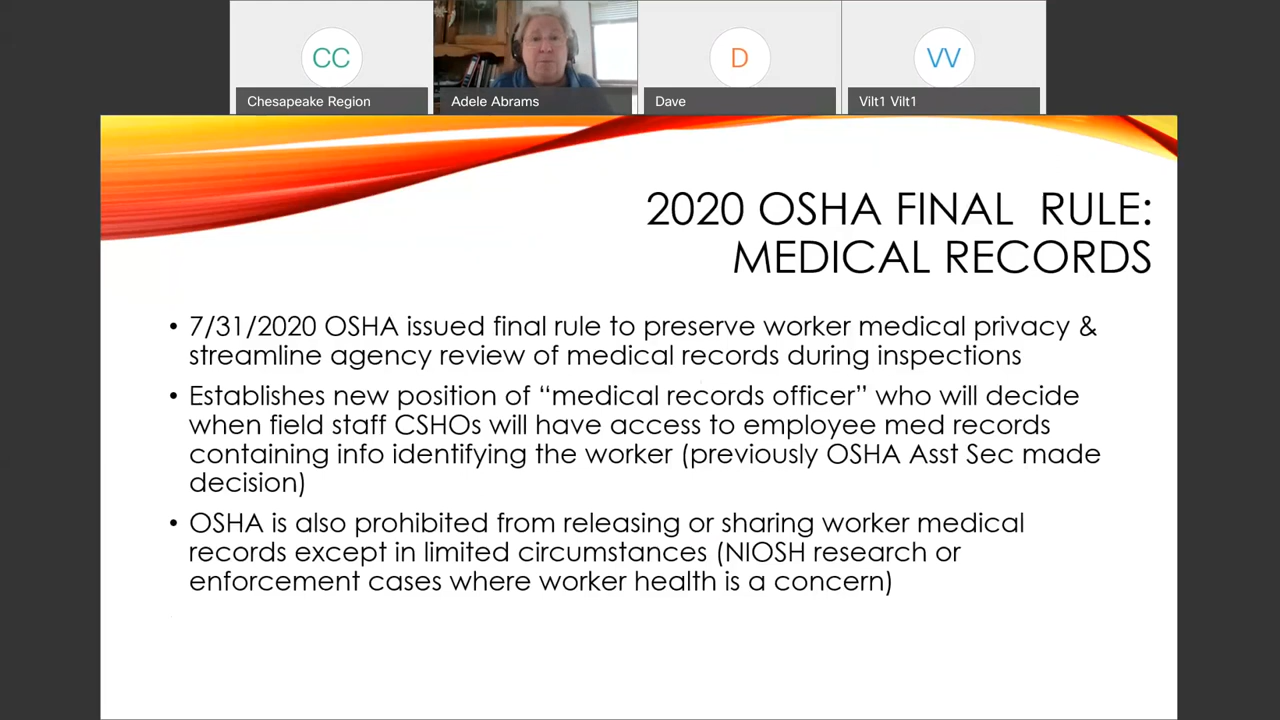 CC
Chesapeake Region
Adele Abrams
D
Dave
VV
Vilt1 Vilt1
2020 OSHA FINAL RULE:
MEDICAL RECORDS
• 7/31/2020 OSHA issued final rule to preserve worker medical privacy &
streamline agency review of medical records during inspections
• Establishes new position of “medical records officer” who will decide
when field staff CSHOs will have access to employee med records
containing info identifying the worker (previously OSHA Asst Sec made
decision)
• OSHA is also prohibited from releasing or sharing worker medical
records except in limited circumstances (NIOSH research or
enforcement cases where worker health is a concern)